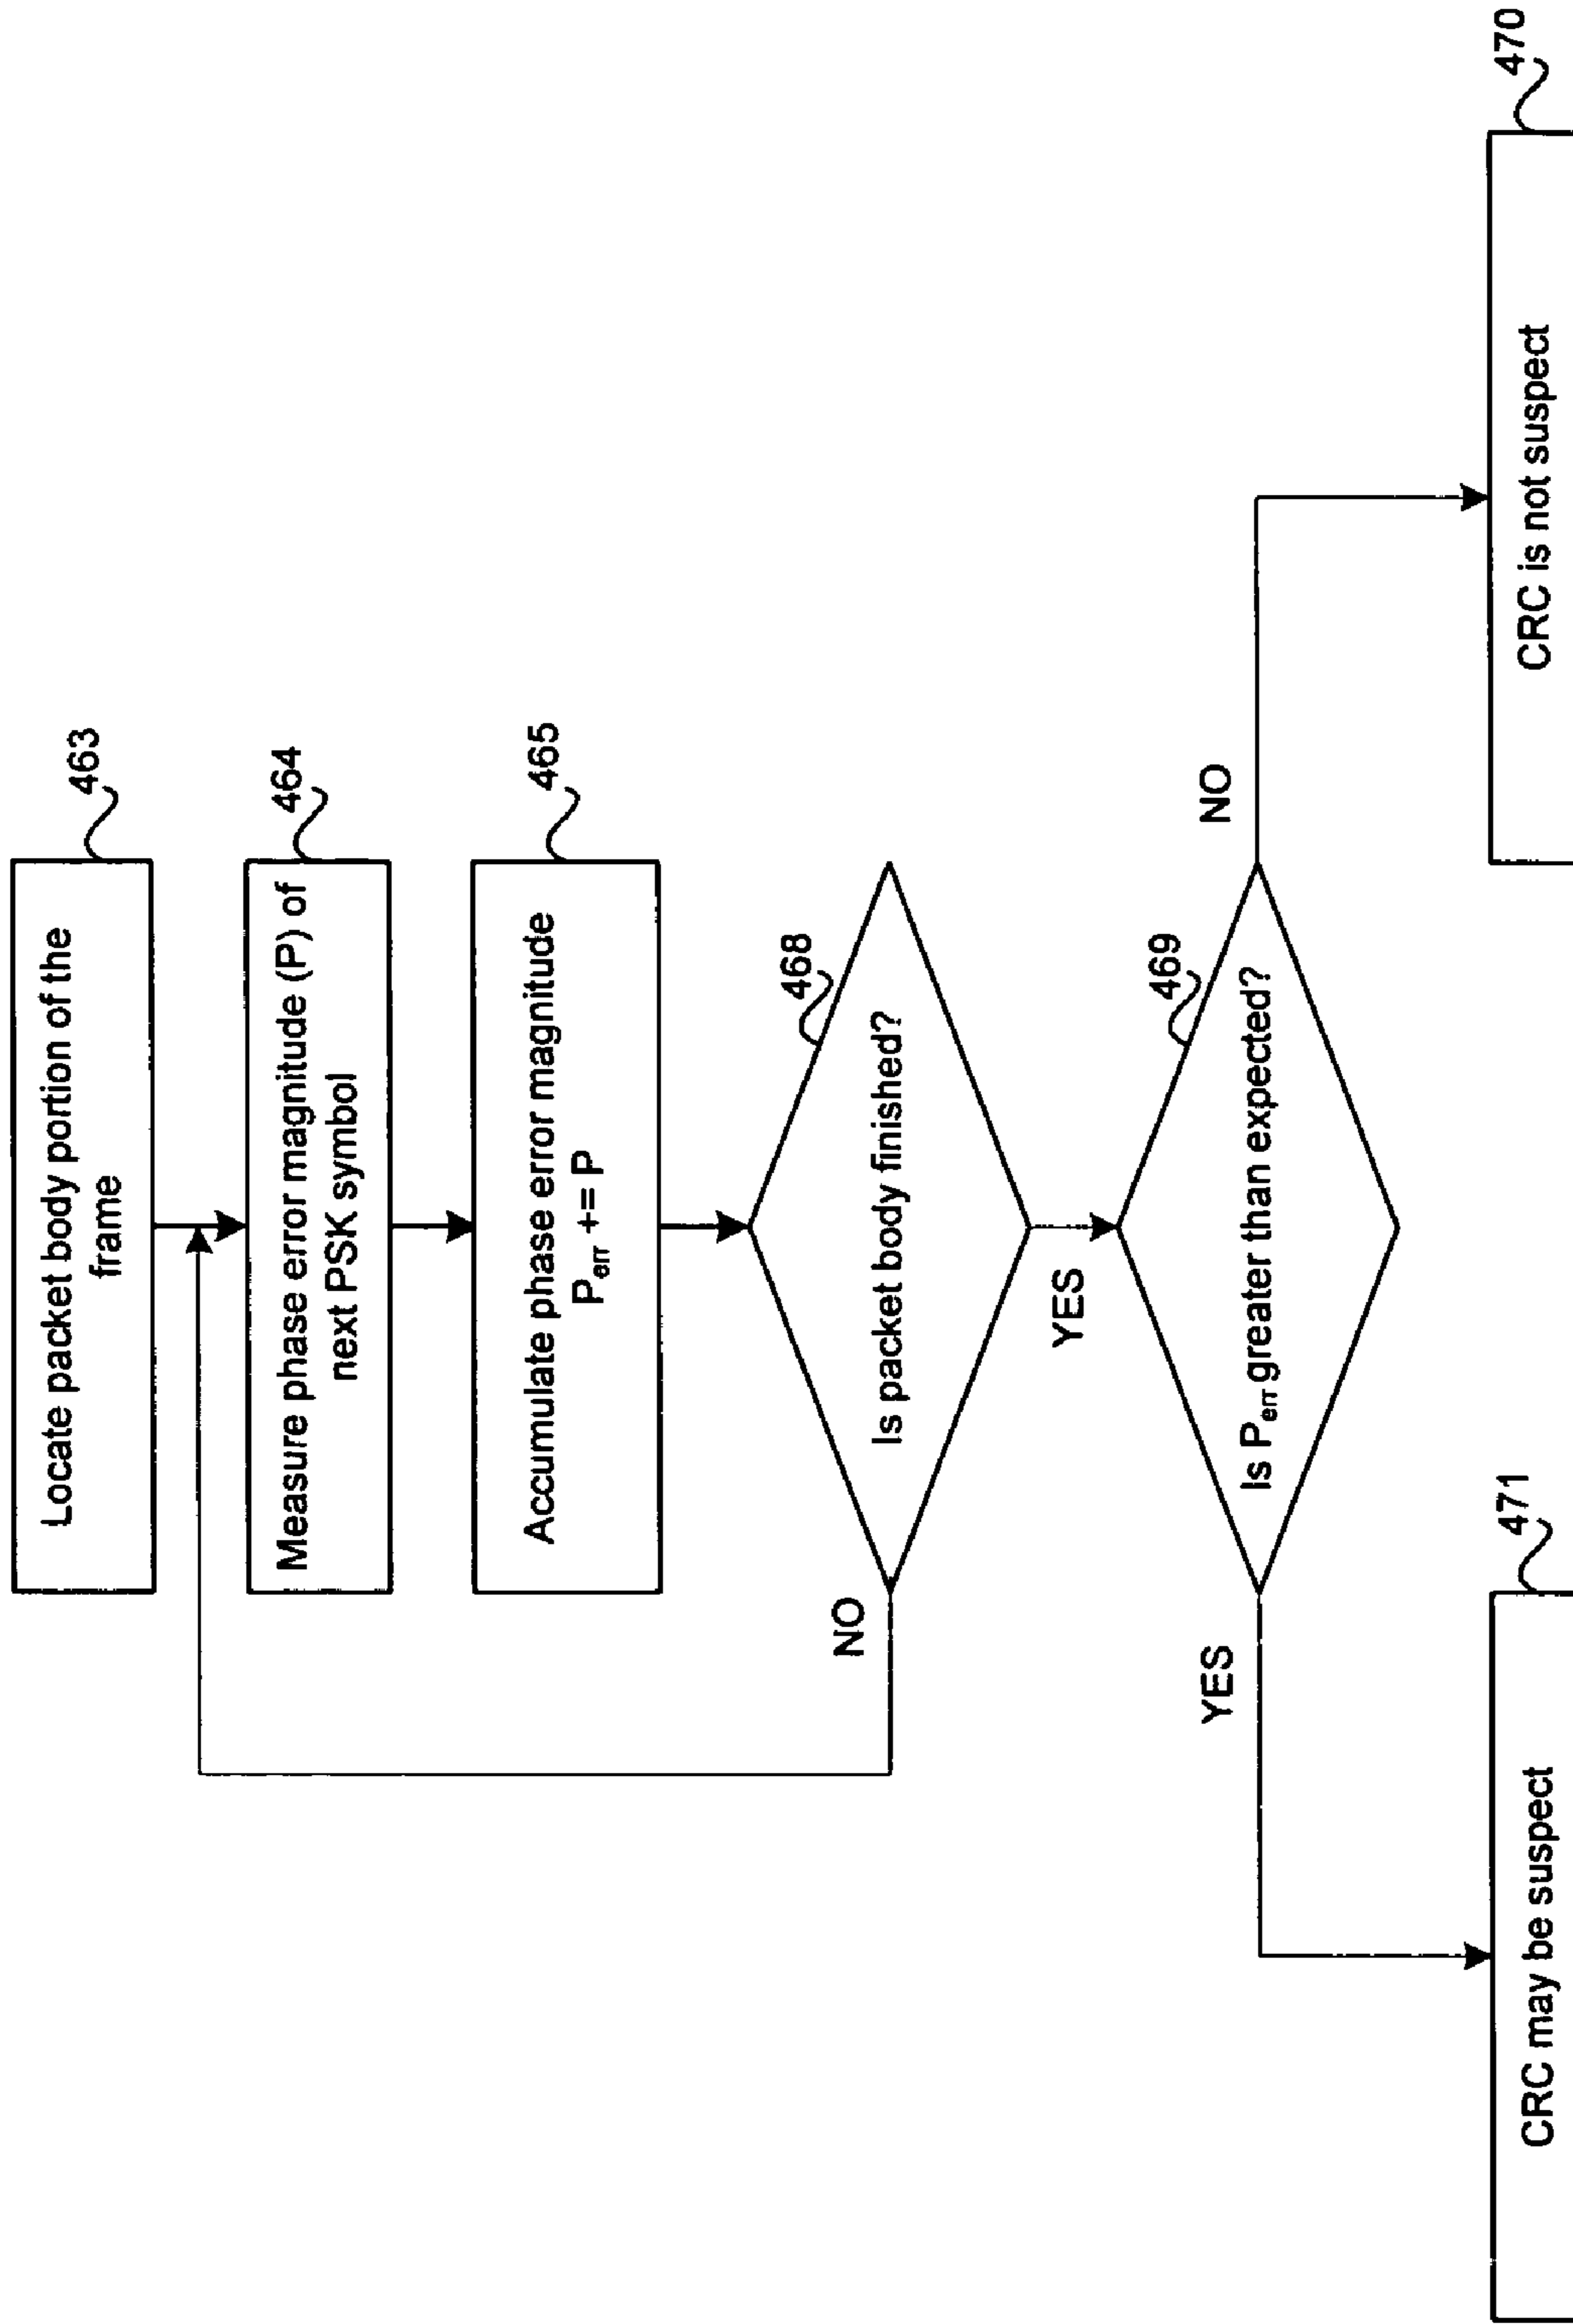 Locate packet body portion of the
frame
463
Measure phase error magnitude (P) of
next PSK symbol
464
Accumulate phase error magnitude
Perr += P
465
Is packet body finished?
468
NO
YES
Is Perr greater than expected?
469
YES
NO
CRC may be suspect
471
CRC is not suspect
470